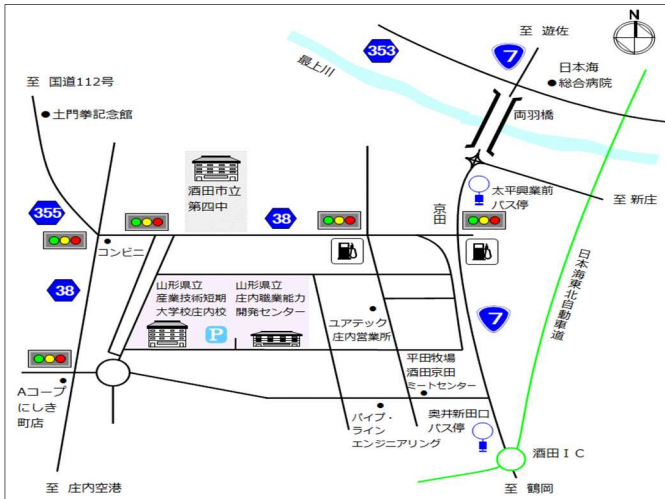 N
至 遊佐
353
7
最上川
日本海
総合病院
至 国道112号
土門拳記念館
両羽橋
酒田市立
第四中
太平興業前
バス停
至 新庄
京田
355
38
コンビニ
日本海東北自動車道
38
山形県立
産業技術短期
大学校庄内校
山形県立
庄内職業能力
開発センター
P
7
ユアテック
庄内営業所
平田牧場
酒田京田
ミートセンター
Aコープ
にしき
町店
パイプ・
ライン
エンジニアリング
奥井新田口
バス停
酒田IC
至 庄内空港
至 鶴岡